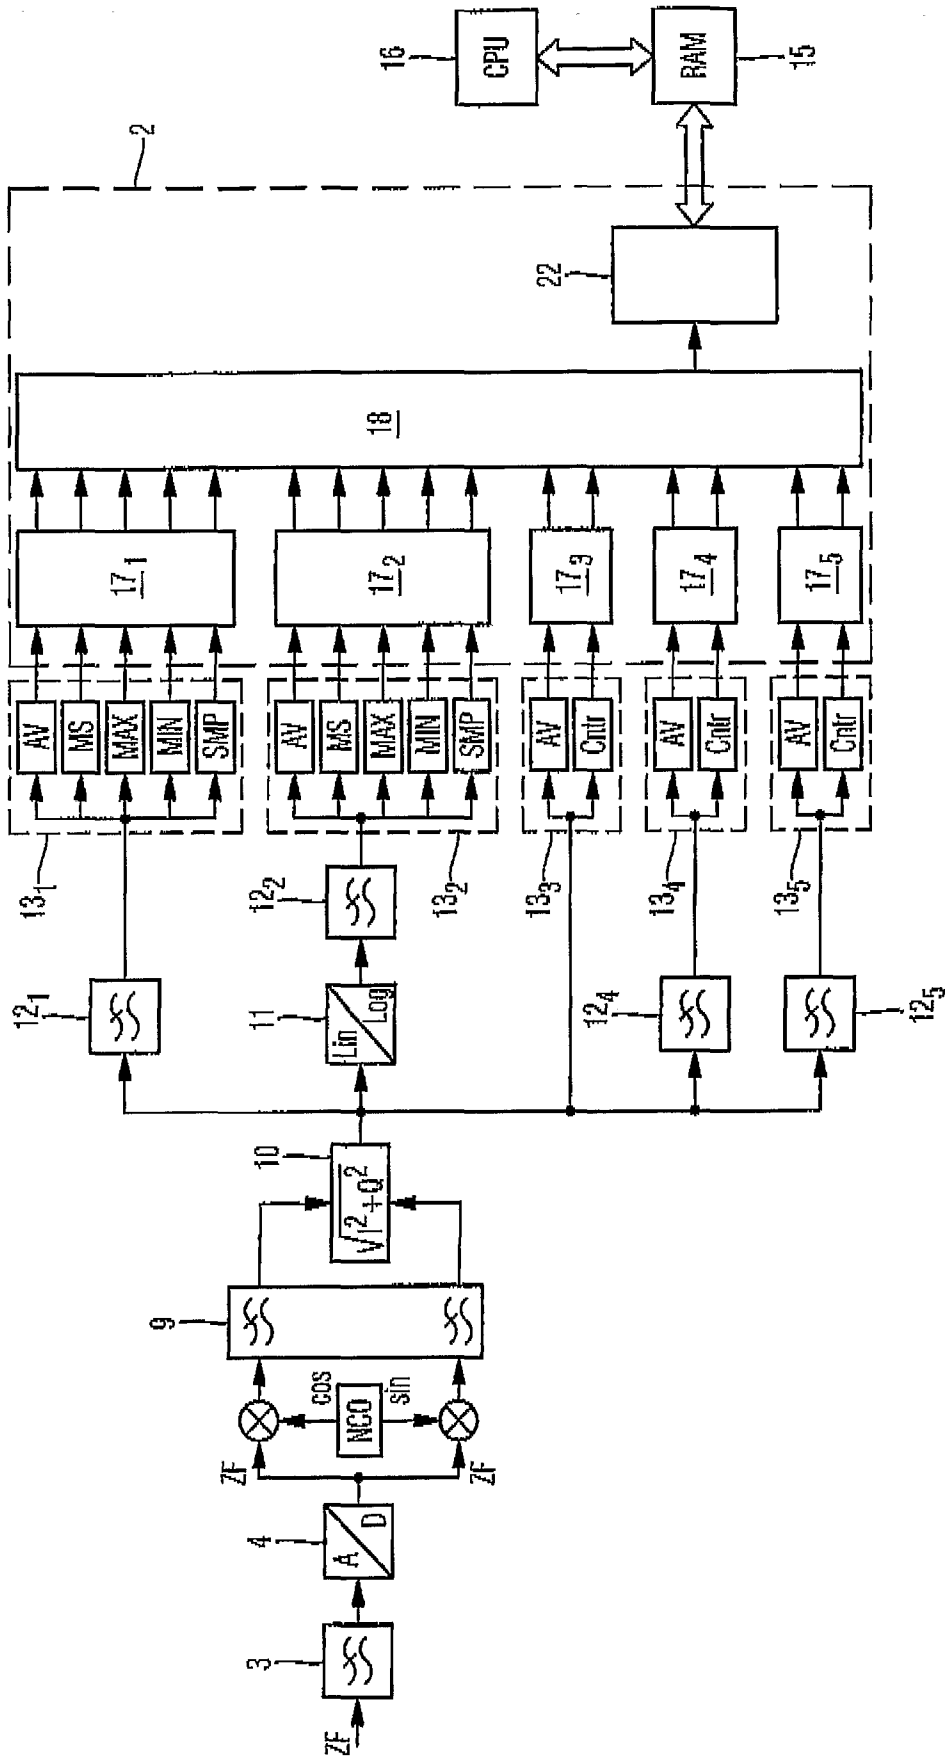 ZF
3
A
D
4
ZF
ZF
NCO
cos
sin
9
10
√I²+Q²
12₁
11
Lin
Log
12₂
12₄
12₅
13₁
AV
MS
MAX
MIN
SMP
13₂
AV
MS
MAX
MIN
SMP
13₃
AV
Cntr
13₄
AV
Cntr
13₅
AV
Cntr
17₁
17₂
17₃
17₄
17₅
18
22
2
16
CPU
RAM
15